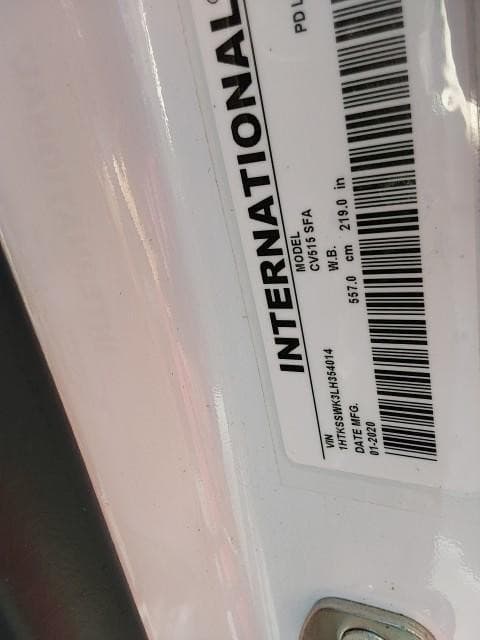 INTERNATIONAL®
MODEL
CV515 SFA
PD L
VIN
1HTKSSWK3LH354014
W.B.
557.0 cm 219.0 in
DATE MFG.
01-2020